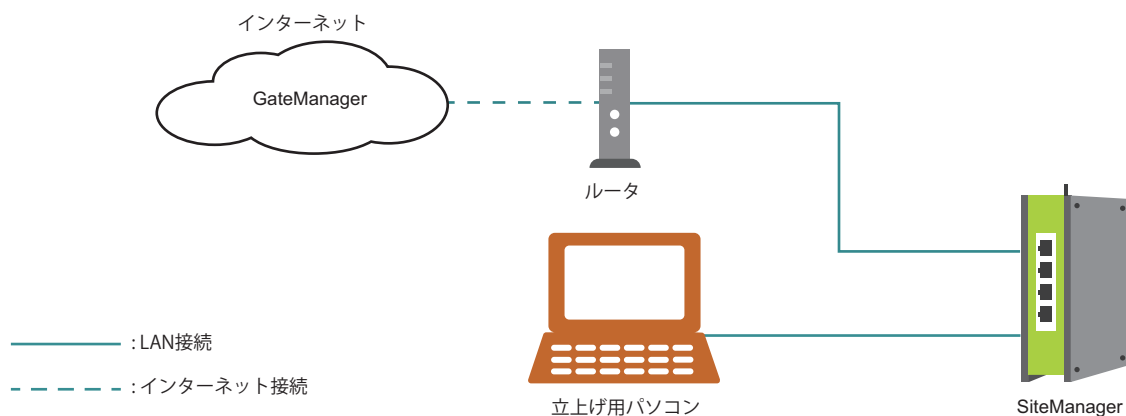 インターネット
GateManager
ルータ
: LAN接続
: インターネット接続
立上げ用パソコン
SiteManager